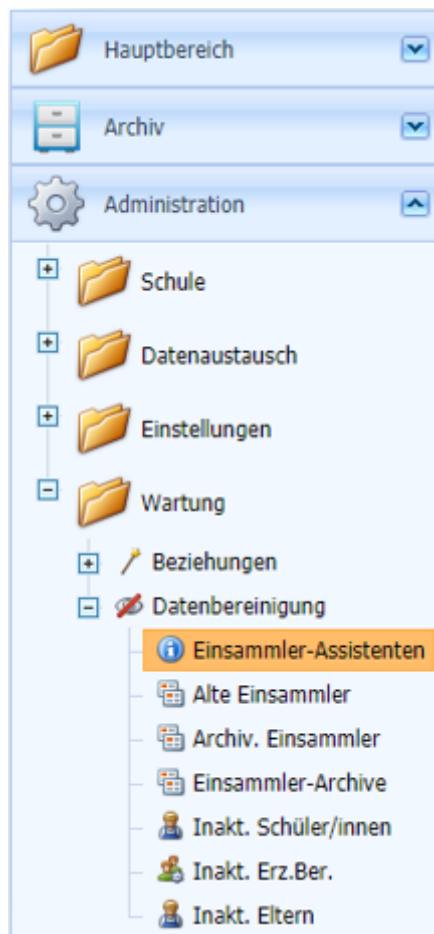 Hauptbereich
Archiv
Administration
Schule
Datenaustausch
Einstellungen
Wartung
Beziehungen
Datenbereinigung
Einsammler-Assistenten
Alte Einsammler
Archiv. Einsammler
Einsammler-Archive
Inakt. Schüler/innen
Inakt. Erz.Ber.
Inakt. Eltern